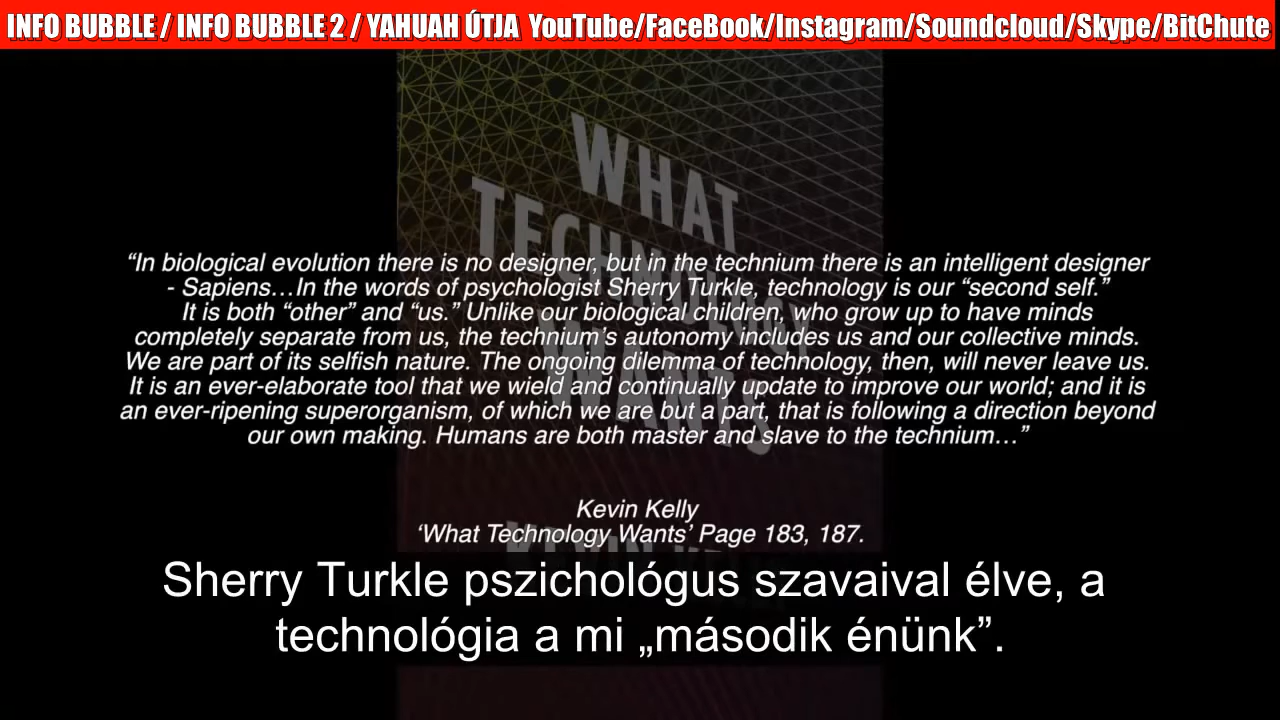 INFO BUBBLE / INFO BUBBLE 2 / YAHUAH ÚTJA YouTube/FaceBook/Instagram/Soundcloud/Skype/BitChute
WHAT
TECHNOLOGY
WANTS
“In biological evolution there is no designer, but in the technium there is an intelligent designer
- Sapiens…In the words of psychologist Sherry Turkle, technology is our “second self.”
It is both “other” and “us.” Unlike our biological children, who grow up to have minds
completely separate from us, the technium’s autonomy includes us and our collective minds.
We are part of its selfish nature. The ongoing dilemma of technology, then, will never leave us.
It is an ever-elaborate tool that we wield and continually update to improve our world; and it is
an ever-ripening superorganism, of which we are but a part, that is following a direction beyond
our own making. Humans are both master and slave to the technium…”
Kevin Kelly
‘What Technology Wants’ Page 183, 187.
Sherry Turkle pszichológus szavaival élve, a
technológia a mi „második énünk”.